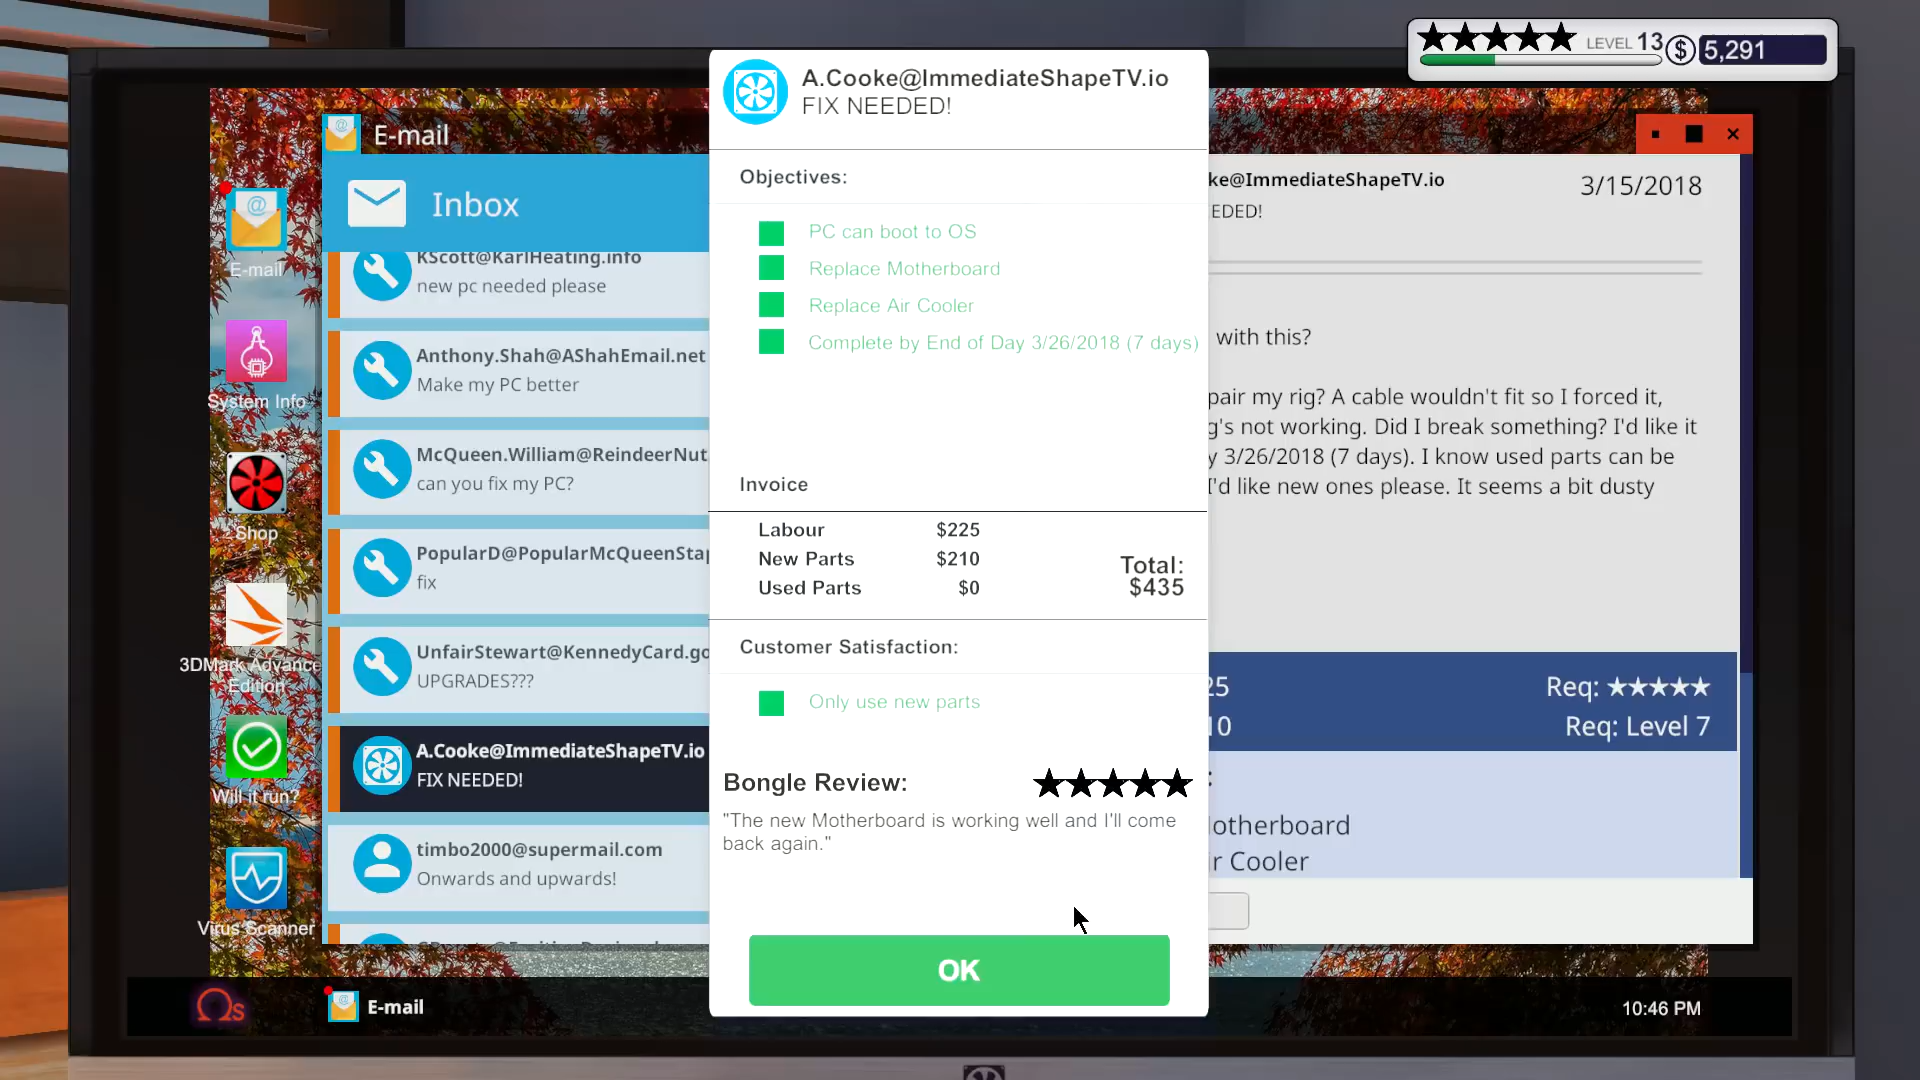 LEVEL 13
$ 5,291
A.Cooke@ImmediateShapeTV.io
FIX NEEDED!
E-mail
Inbox
KScott@KarlHeating.info
new pc needed please
Anthony.Shah@AShahEmail.net
Make my PC better
McQueen.William@ReindeerNut
can you fix my PC?
PopularD@PopularMcQueenSta
fix
UnfairStewart@KennedyCard.go
UPGRADES???
A.Cooke@ImmediateShapeTV.io
FIX NEEDED!
timbo2000@supermail.com
Onwards and upwards!
E-mail
System Info
Shop
3DMark Advance
Edition
Will it run?
Virus Scanner
Objectives:
PC can boot to OS
Replace Motherboard
Replace Air Cooler
Complete by End of Day 3/26/2018 (7 days)
Invoice
Labour $225
New Parts $210
Used Parts $0
Total:
$435
Customer Satisfaction:
Only use new parts
Bongle Review: ★★★★★
"The new Motherboard is working well and I'll come
back again."
OK
ke@ImmediateShapeTV.io
3/15/2018
EDED!
with this?
pair my rig? A cable wouldn't fit so I forced it,
g's not working. Did I break something? I'd like it
y 3/26/2018 (7 days). I know used parts can be
I'd like new ones please. It seems a bit dusty
25
Req: ★★★★★
10
Req: Level 7
:
otherboard
ir Cooler
Ωs
E-mail
10:46 PM